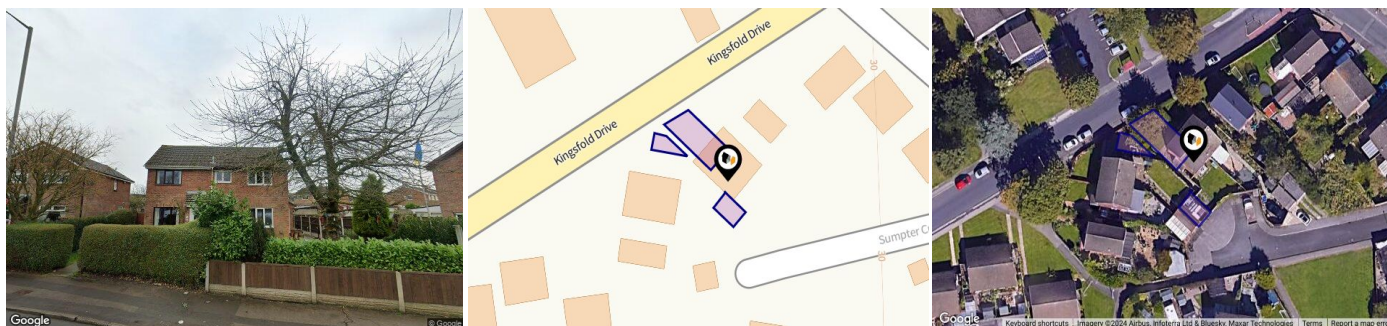 Google
© Google
Kingsfold Drive
Kingsfold Drive
30
Sumpter C
30
Google
Keyboard shortcuts
Imagery ©2024 Airbus, Infoterra Ltd & Bluesky, Maxar Technologies
Terms
Report a map err